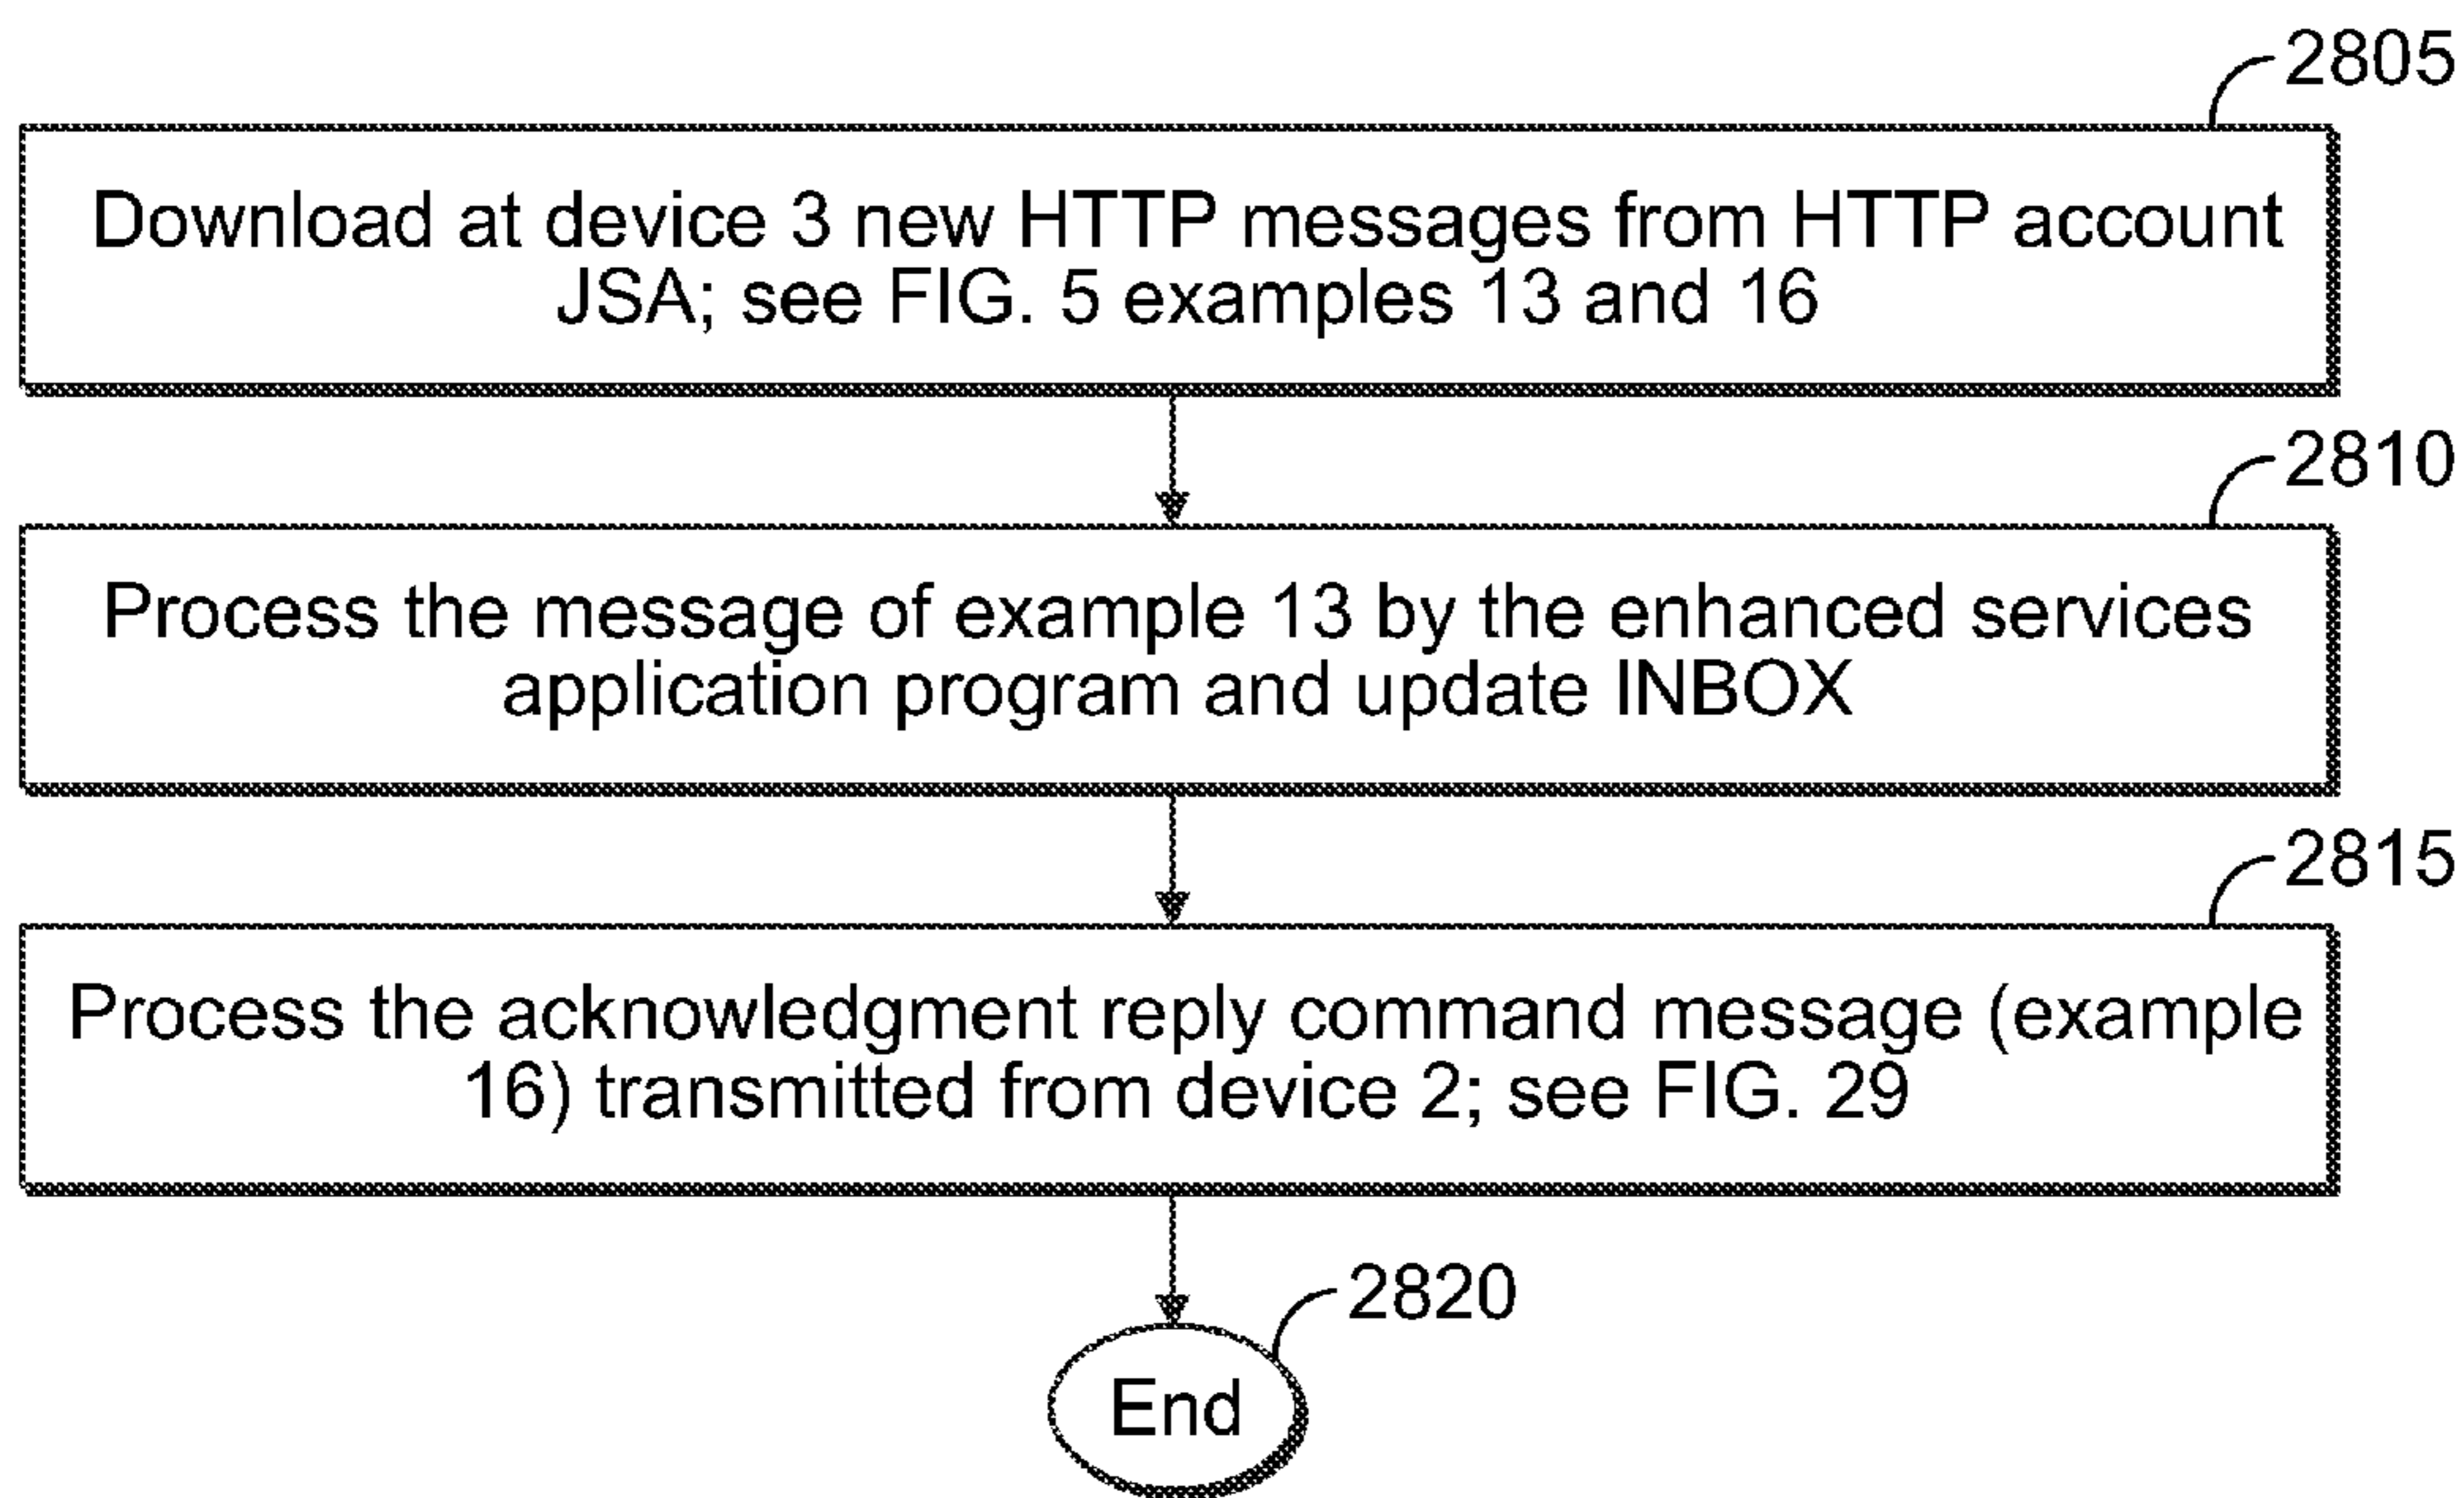 2805
Download at device 3 new HTTP messages from HTTP account
JSA; see FIG. 5 examples 13 and 16
2810
Process the message of example 13 by the enhanced services
application program and update INBOX
2815
Process the acknowledgment reply command message (example
16) transmitted from device 2; see FIG. 29
2820
End